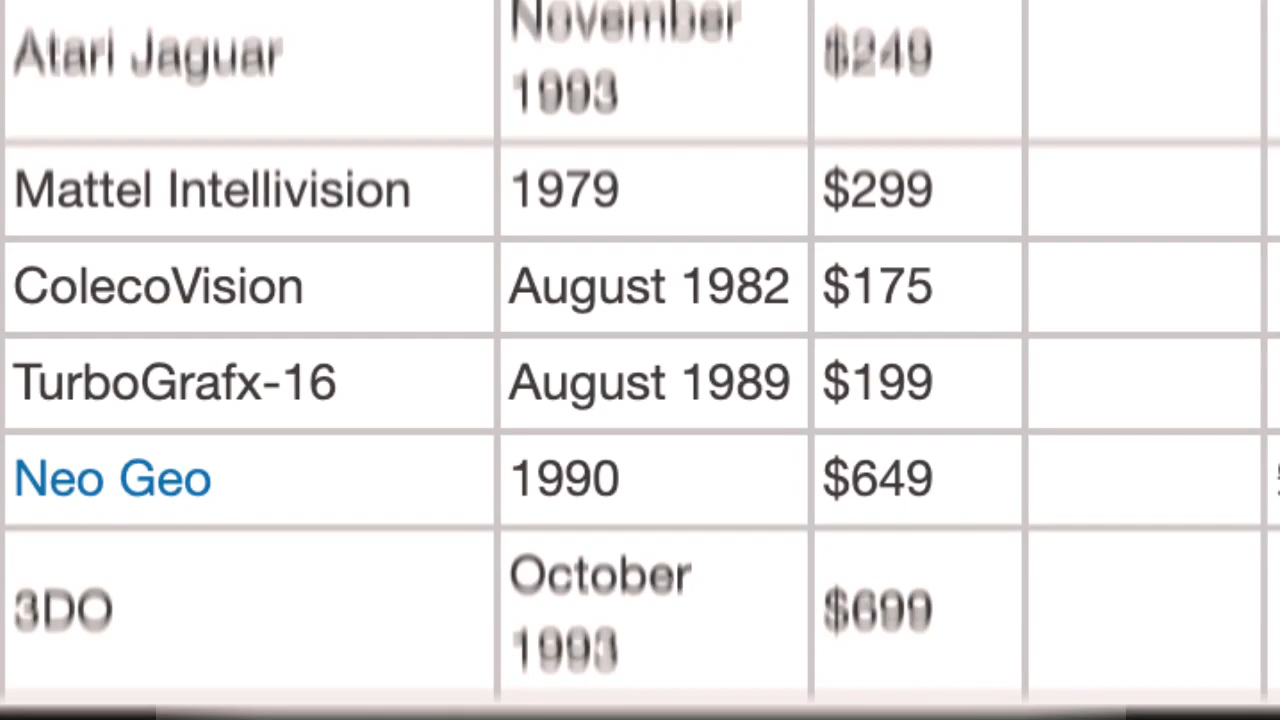 Atari Jaguar November 1993 $249
Mattel Intellivision 1979 $299
ColecoVision August 1982 $175
TurboGrafx-16 August 1989 $199
Neo Geo 1990 $649
3DO October 1993 $699